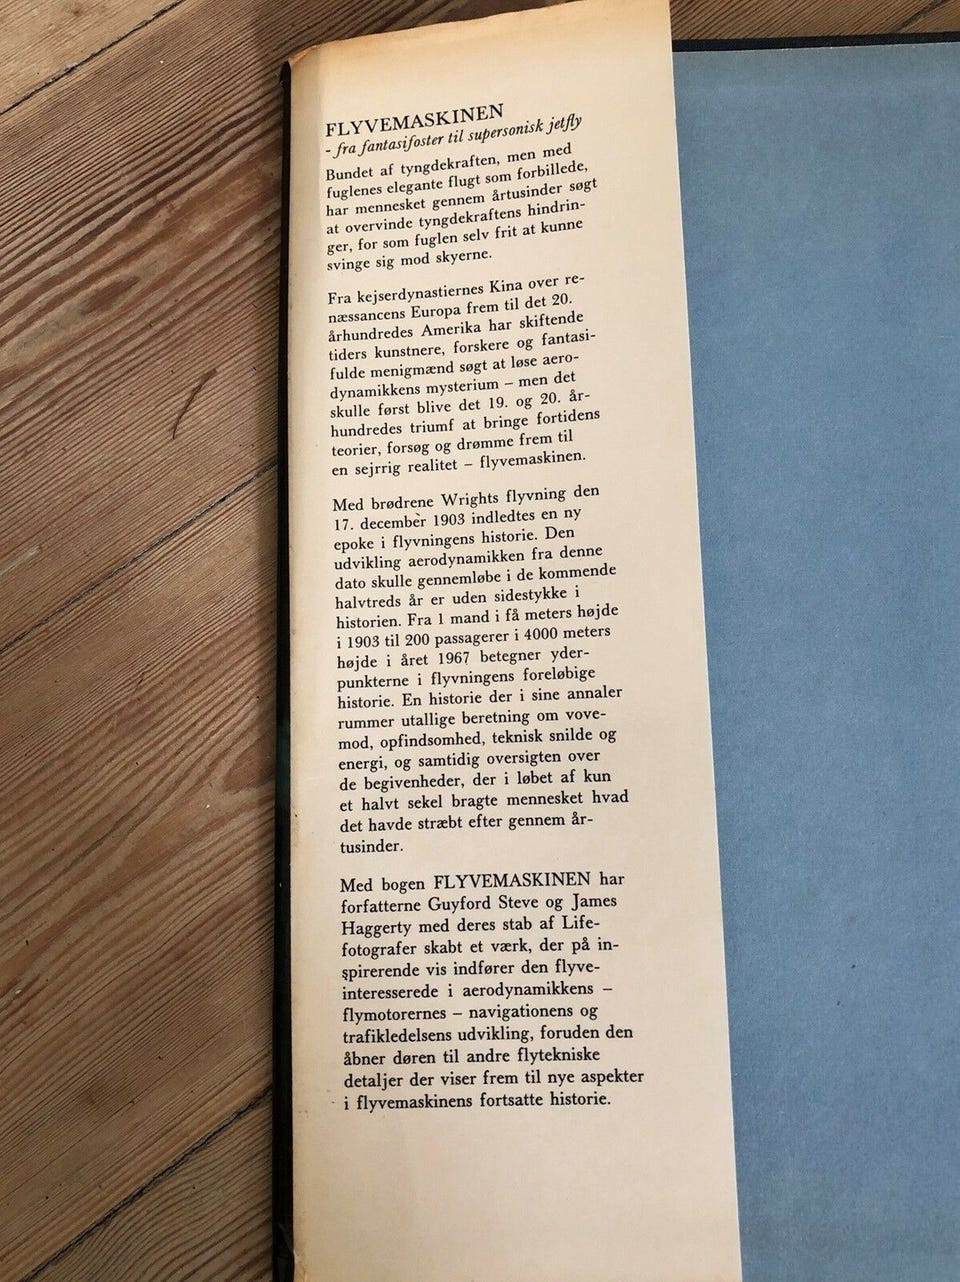 FLYVEMASKINEN
- fra fantasifoster til supersonisk jetfly
Bundet af tyngdekraften, men med
fuglenes elegante flugt som forbillede,
har mennesket gennem årtusinder søgt
at overvinde tyngdekraftens hindrin-
ger, for som fuglen selv frit at kunne
svinge sig mod skyerne.
Fra kejserdynastiernes Kina over re-
næssancens Europa frem til det 20.
århundredes Amerika har skiftende
tiders kunstnere, forskere og fantasi-
fulde menigmænd søgt at løse aero-
dynamikkens mysterium – men det
skulle først blive det 19. og 20. år-
hundredes triumf at bringe fortidens
teorier, forsøg og drømme frem til
en sejrrig realitet – flyvemaskinen.
Med brødrene Wrights flyvning den
17. december 1903 indledtes en ny
epoke i flyvningens historie. Den
udvikling aerodynamikken fra denne
dato skulle gennemløbe i de kommende
halvtreds år er uden sidestykke i
historien. Fra 1 mand i få meters højde
i 1903 til 200 passagerer i 4000 meters
højde i året 1967 betegner yder-
punkterne i flyvningens foreløbige
historie. En historie der i sine annaler
rummer utallige beretning om vove-
mod, opfindsomhed, teknisk snilde og
energi, og samtidig oversigten over
de begivenheder, der i løbet af kun
et halvt sekel bragte mennesket hvad
det havde stræbt efter gennem år-
tusinder.
Med bogen FLYVEMASKINEN har
forfatterne Guyford Steve og James
Haggerty med deres stab af Life-
fotografer skabt et værk, der på in-
spirerende vis indfører den flyve-
interesserede i aerodynamikkens –
flymotorernes – navigationens og
trafikledelsens udvikling, foruden den
åbner døren til andre flytekniske
detaljer der viser frem til nye aspekter
i flyvemaskinens fortsatte historie.